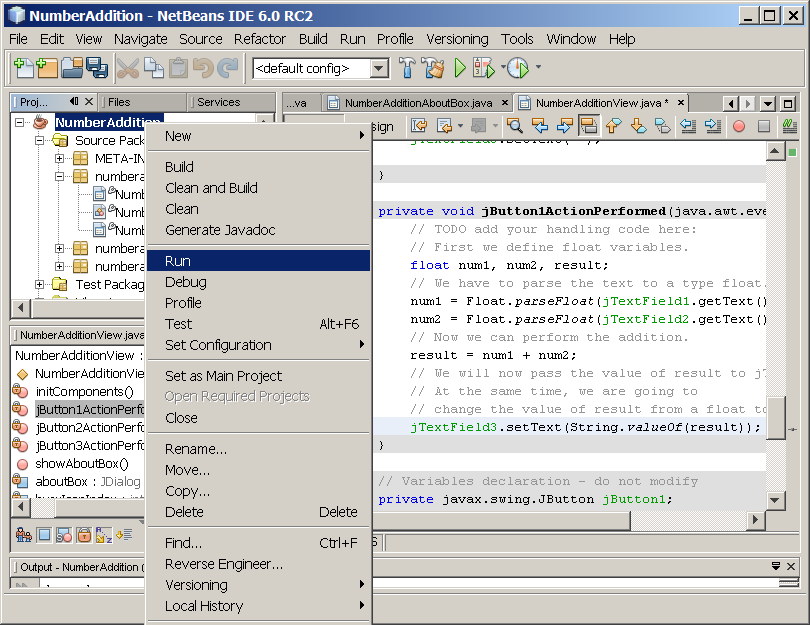 NumberAddition - NetBeans IDE 6.0 RC2
File Edit View Navigate Source Refactor Build Run Profile Versioning Tools Window Help
<default config>
Proj... Files Services
...va NumberAdditionAboutBox.java NumberAdditionView.java *
NumberAddition
Source Pack
META-IN
numbera
Numb
Numb
Numb
numbera
numbera
Test Packag
NumberAdditionView.java
NumberAdditionView :
NumberAdditionV
initComponents()
jButton1ActionPerfo
jButton2ActionPerfo
jButton3ActionPerfo
showAboutBox()
aboutBox : JDialog
Output - NumberAddition (
New
Build
Clean and Build
Clean
Generate Javadoc
Run
Debug
Profile
Test Alt+F6
Set Configuration
Set as Main Project
Open Required Projects
Close
Rename...
Move...
Copy...
Delete Delete
Find... Ctrl+F
Reverse Engineer...
Versioning
Local History
sign
}
private void jButton1ActionPerformed(java.awt.eve
// TODO add your handling code here:
// First we define float variables.
float num1, num2, result;
// We have to parse the text to a type float.
num1 = Float.parseFloat(jTextField1.getText()
num2 = Float.parseFloat(jTextField2.getText()
// Now we can perform the addition.
result = num1 + num2;
// We will now pass the value of result to jT
// At the same time, we are going to
// change the value of result from a float to
jTextField3.setText(String.valueOf(result));
}
// Variables declaration - do not modify
private javax.swing.JButton jButton1;